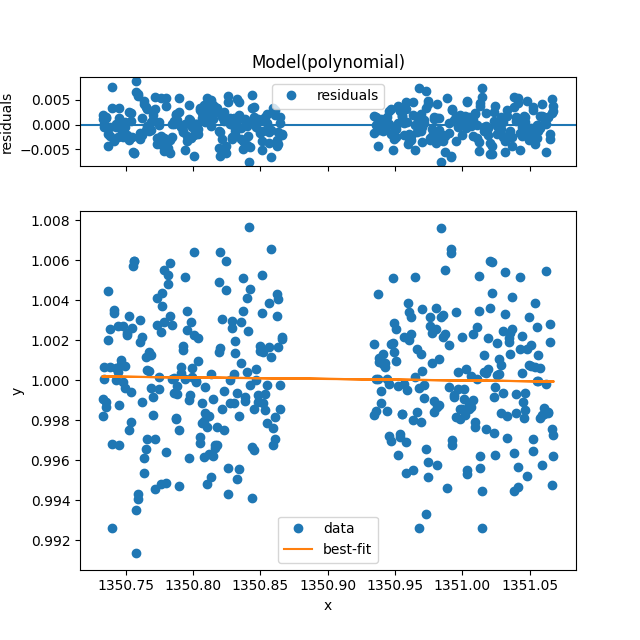 Model(polynomial)
residuals
0.005
0.000
−0.005
residuals
1.008
1.006
1.004
1.002
1.000
0.998
0.996
0.994
0.992
y
data
best-fit
1350.75 1350.80 1350.85 1350.90 1350.95 1351.00 1351.05
x